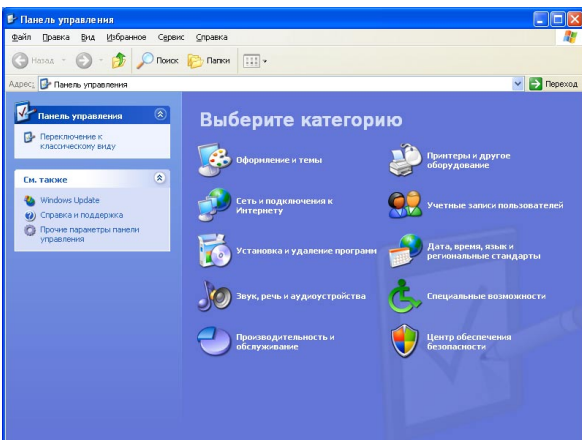 Панель управления
Файл Правка Вид Избранное Сервис Справка
Назад Поиск Папки
Адрес: Панель управления Переход
Панель управления
Переключение к
классическому виду
См. также
Windows Update
Справка и поддержка
Прочие параметры панели
управления
Выберите категорию
Оформление и темы
Принтеры и другое
оборудование
Сеть и подключения к
Интернету
Учетные записи пользователей
Установка и удаление программ
Дата, время, язык и
региональные стандарты
Звук, речь и аудиоустройства
Специальные возможности
Производительность и
обслуживание
Центр обеспечения
безопасности